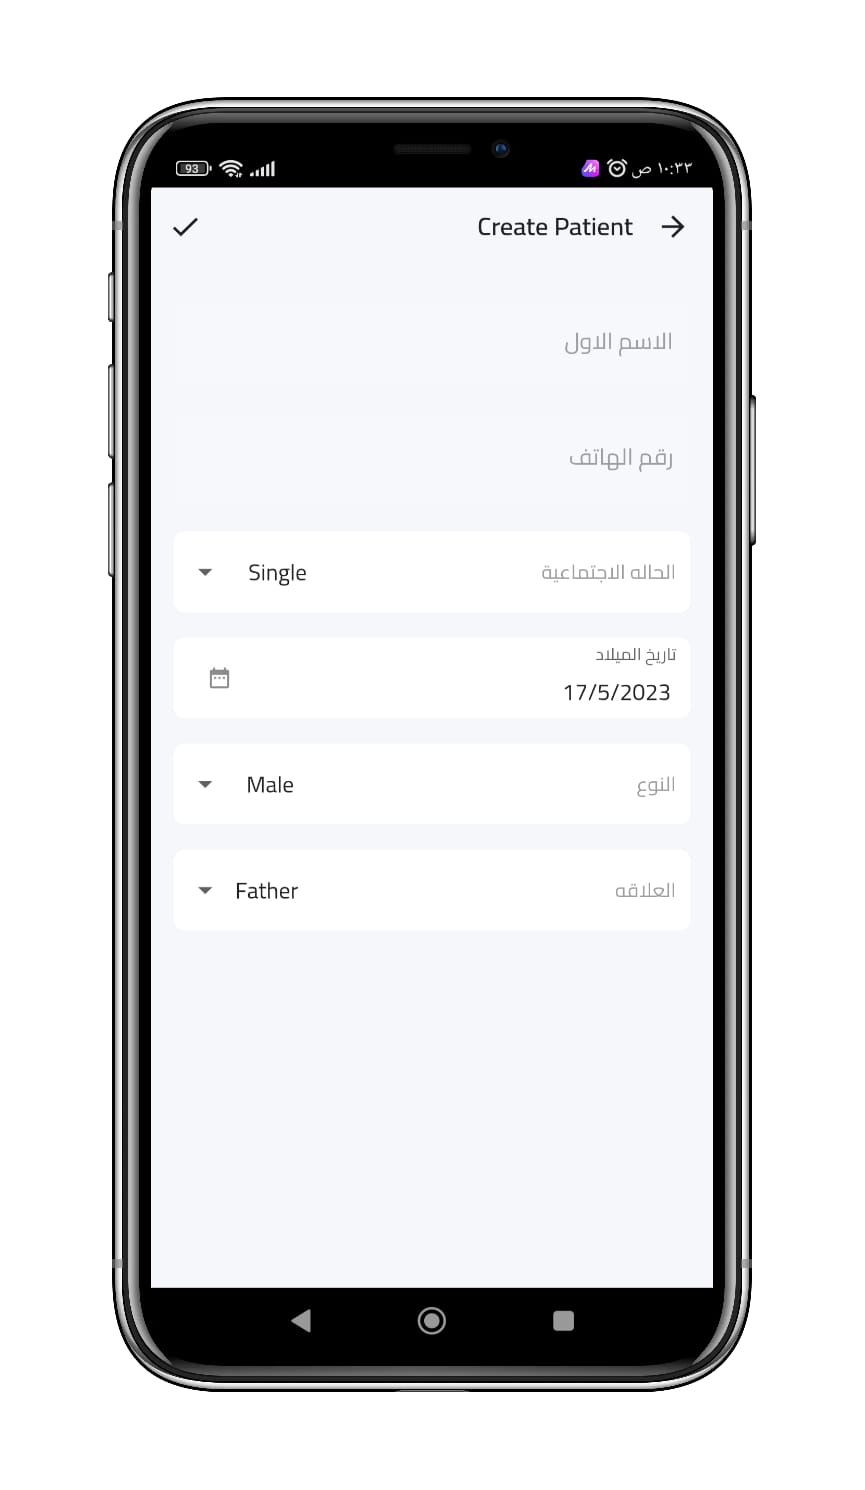 ١٠:٣٣ ص
93
Create Patient
الاسم الاول
رقم الهاتف
الحاله الاجتماعية
Single
تاريخ الميلاد
17/5/2023
النوع
Male
العلاقه
Father